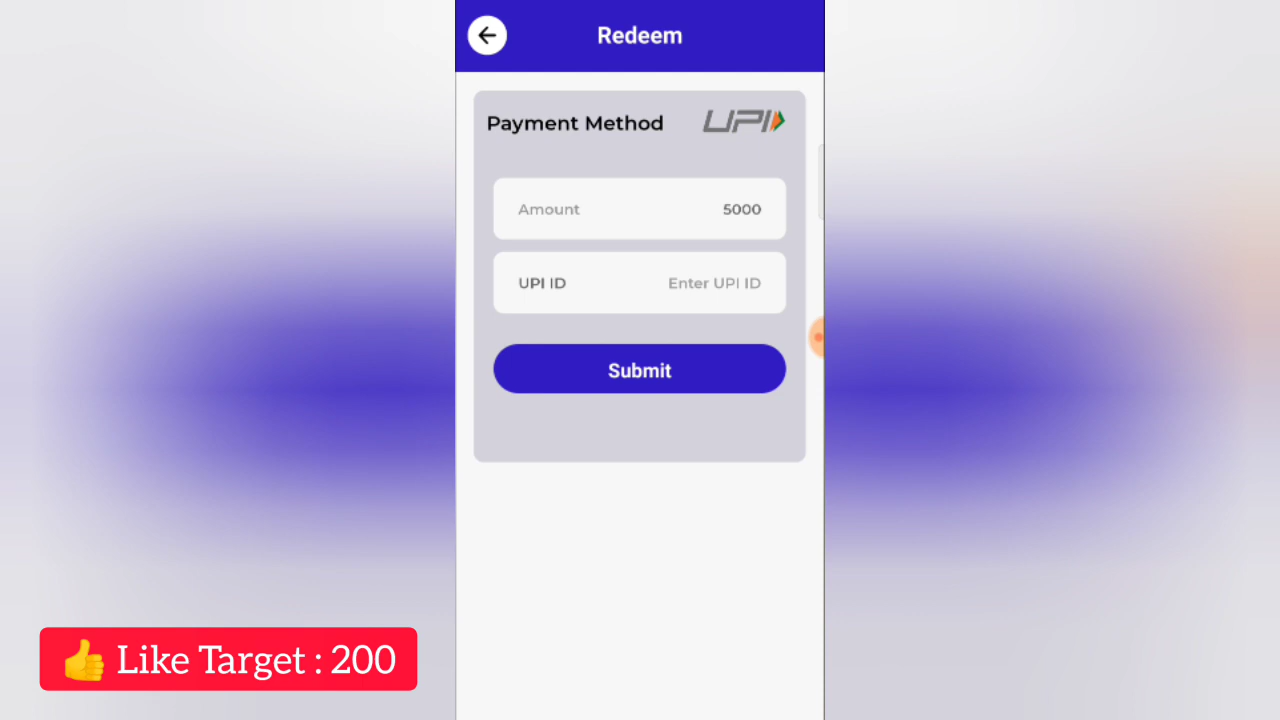 Redeem
Payment Method UPI
Amount 5000
UPI ID Enter UPI ID
Submit
👍 Like Target : 200